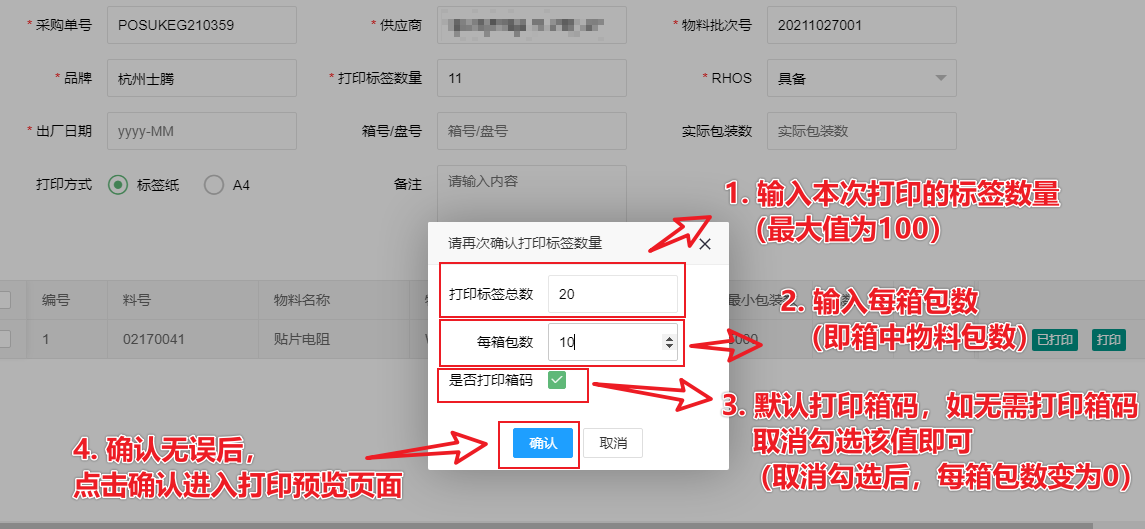 * 采购单号 POSUKEG210359 * 供应商 * 物料批次号 20211027001
* 品牌 杭州士腾 * 打印标签数量 11 * RHOS 具备
* 出厂日期 yyyy-MM 箱号/盘号 箱号/盘号 实际包装数 实际包装数
打印方式 标签纸 A4 备注 请输入内容
1. 输入本次打印的标签数量
(最大值为100)
请再次确认打印标签数量
打印标签总数 20
每箱包数 10
是否打印箱码
确认 取消
编号 料号 物料名称 最小包装
1 02170041 贴片电阻 已打印 打印
2. 输入每箱包数
(即箱中物料包数)
3. 默认打印箱码，如无需打印箱码
取消勾选该值即可
(取消勾选后，每箱包数变为0)
4. 确认无误后，
点击确认进入打印预览页面